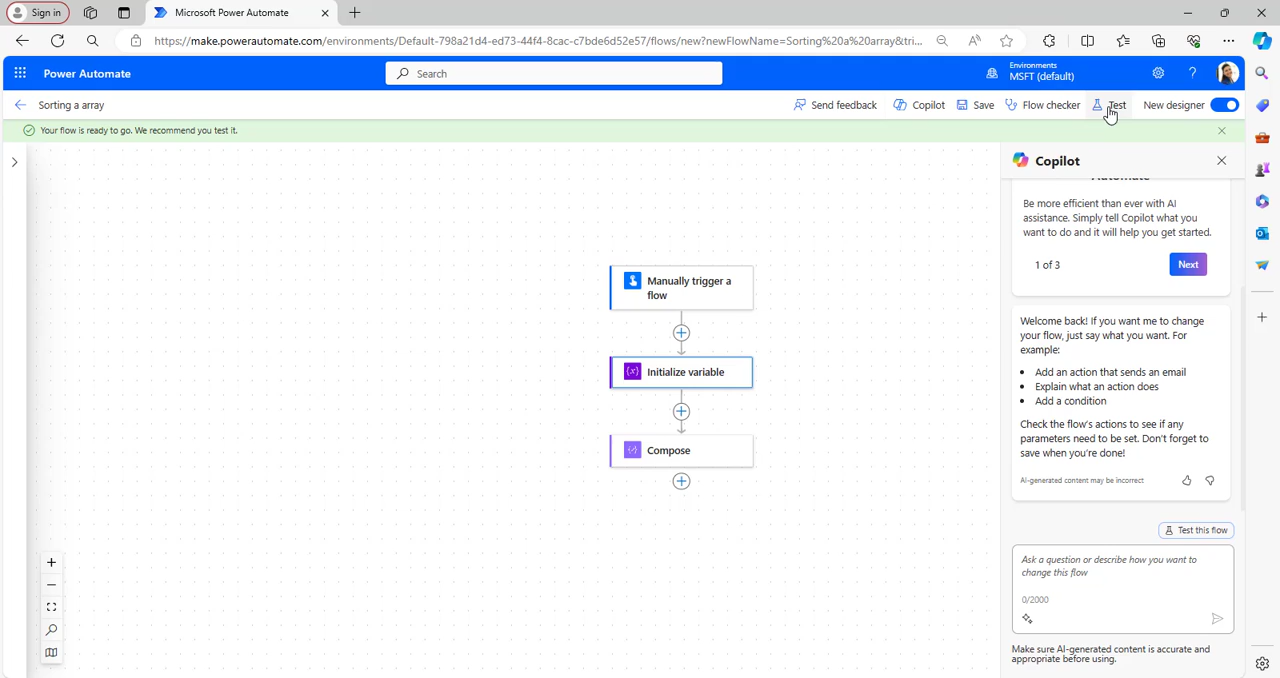 Sign in
Microsoft Power Automate
https://make.powerautomate.com/environments/Default-798a21d4-ed73-44f4-8cac-c7bde6d52e57/flows/new?newFlowName=Sorting%20a%20array&tri...
Power Automate
Search
Environments
MSFT (default)
Sorting a array
Send feedback
Copilot
Save
Flow checker
Test
New designer
Your flow is ready to go. We recommend you test it.
Copilot
Automate
Be more efficient than ever with AI
assistance. Simply tell Copilot what you
want to do and it will help you get started.
1 of 3
Next
Manually trigger a
flow
Initialize variable
Compose
Welcome back! If you want me to change
your flow, just say what you want. For
example:
• Add an action that sends an email
• Explain what an action does
• Add a condition
Check the flow's actions to see if any
parameters need to be set. Don't forget to
save when you're done!
AI-generated content may be incorrect
Test this flow
Ask a question or describe how you want to
change this flow
0/2000
Make sure AI-generated content is accurate and
appropriate before using.